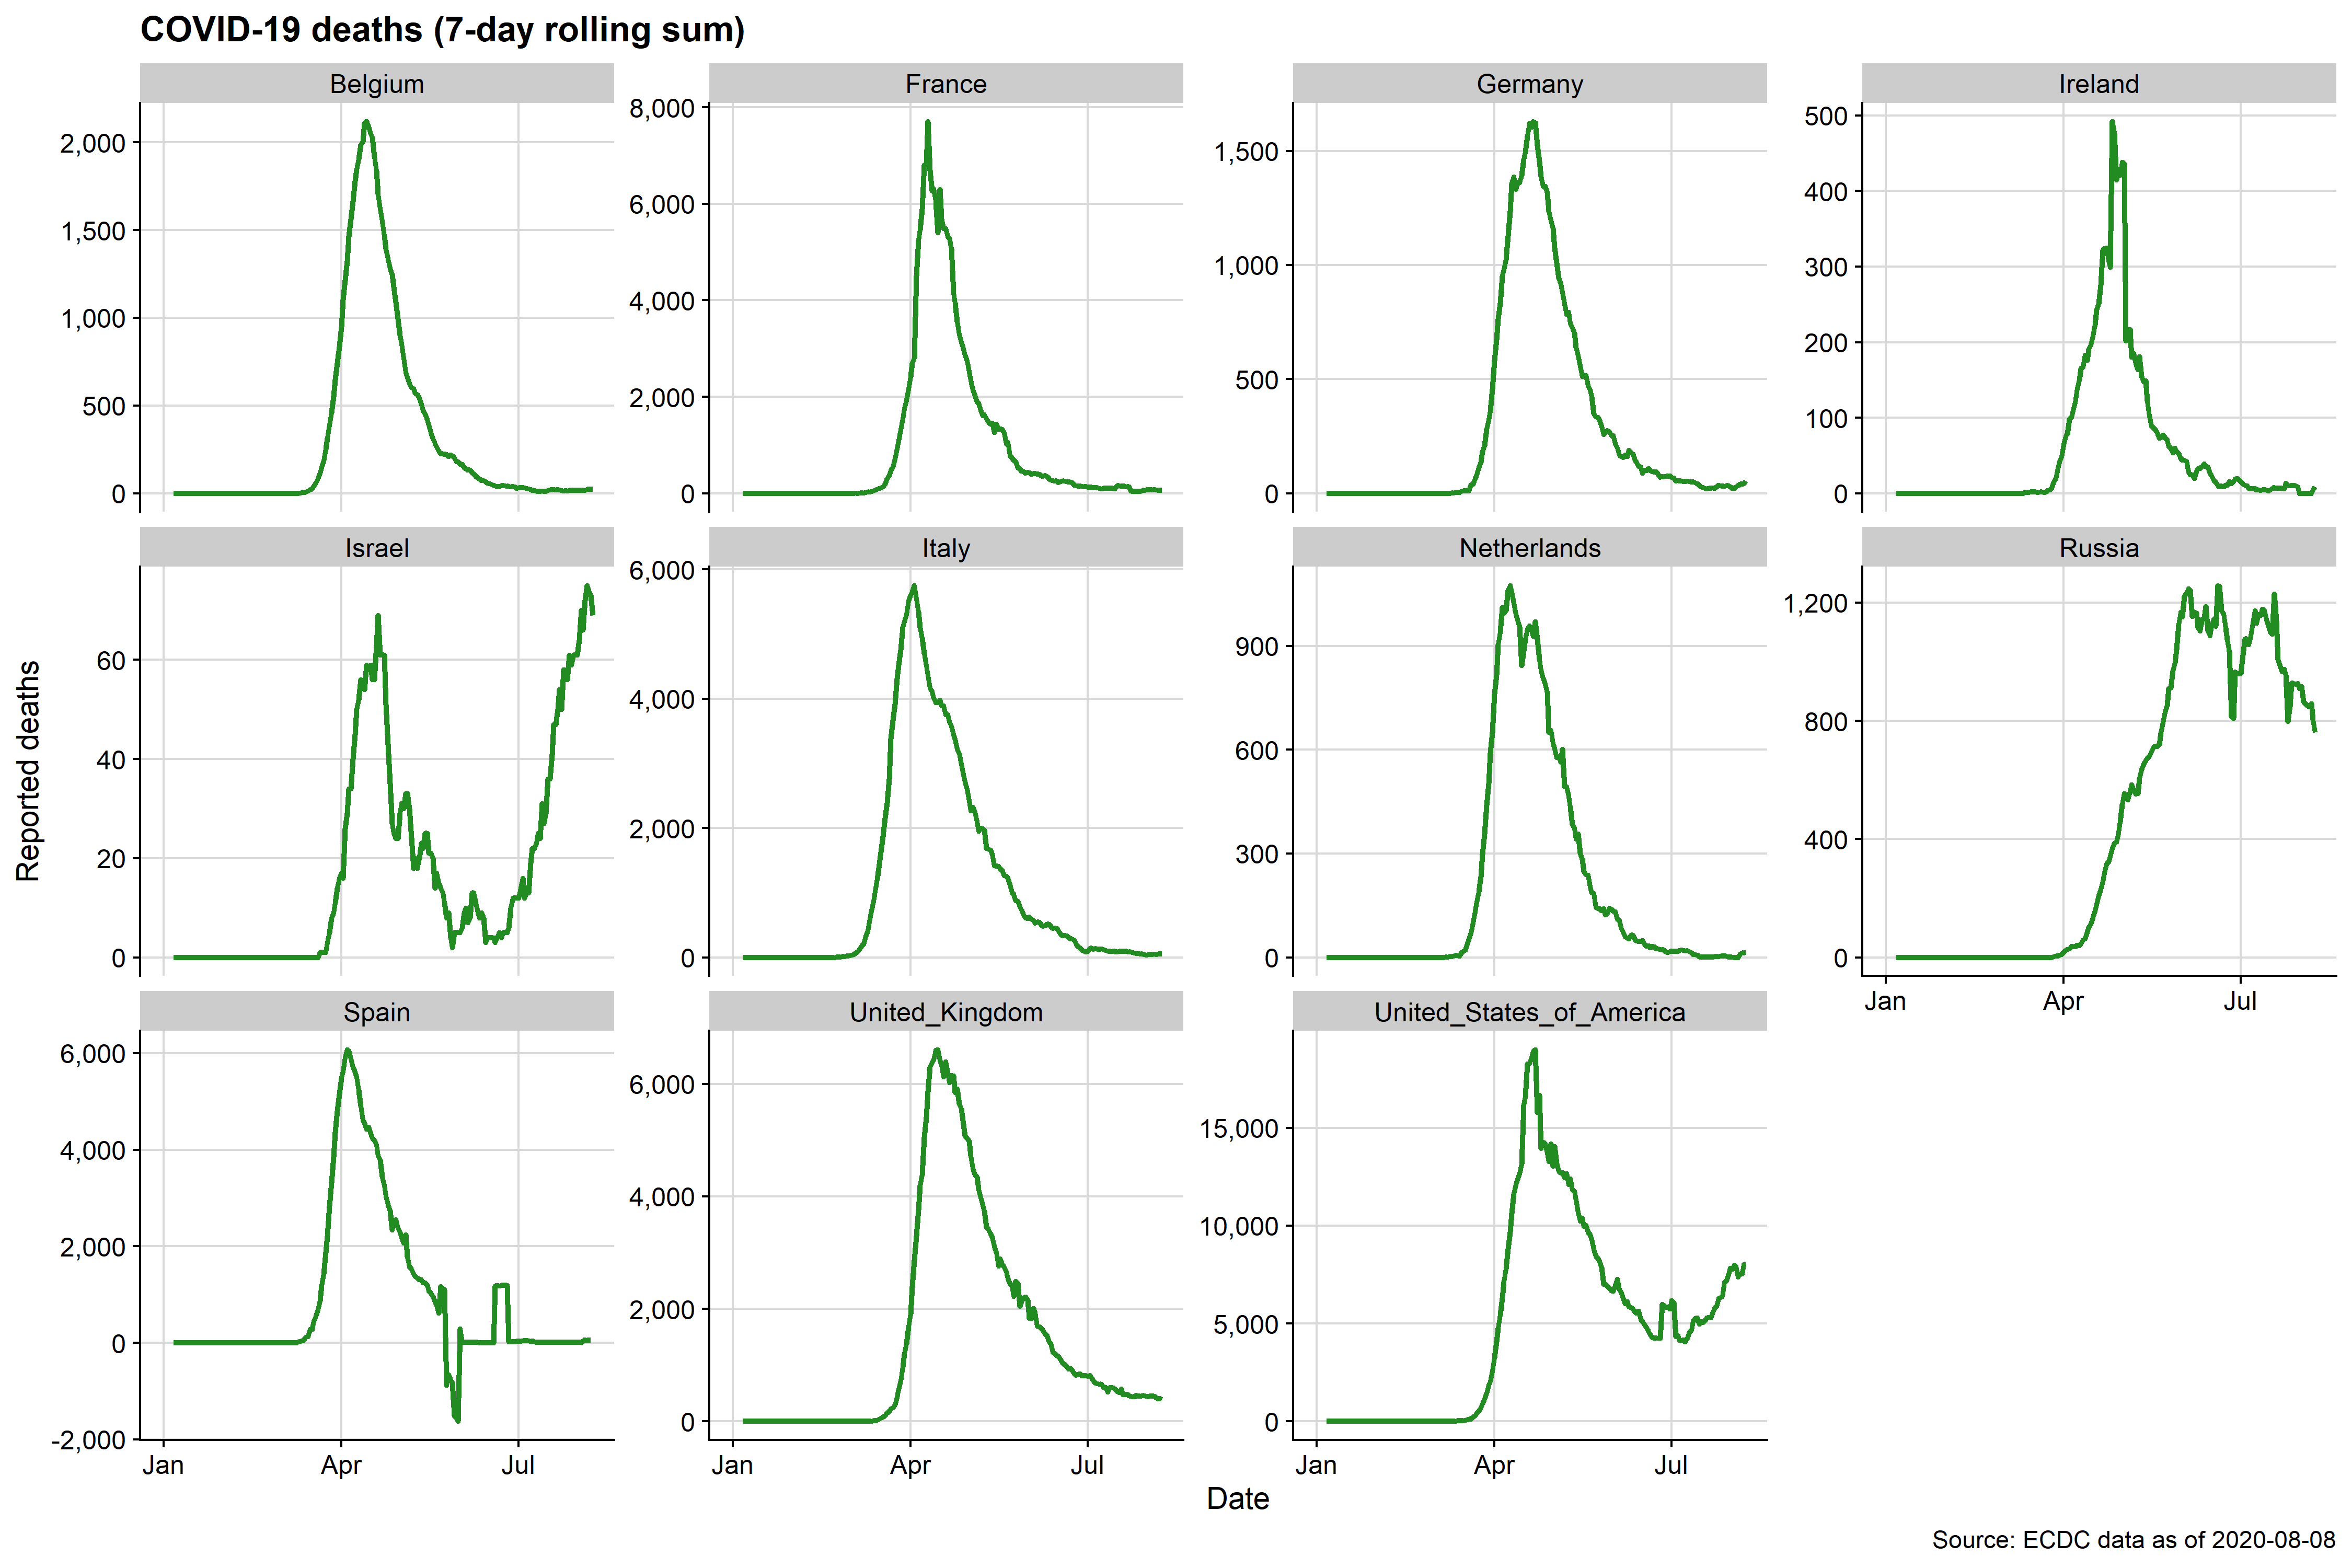 COVID-19 deaths (7-day rolling sum)
Belgium
France
Germany
Ireland
2,000
1,500
1,000
500
0
8,000
6,000
4,000
2,000
0
1,500
1,000
500
0
500
400
300
200
100
0
Israel
Italy
Netherlands
Russia
60
40
20
0
6,000
4,000
2,000
0
900
600
300
0
1,200
800
400
0
Jan Apr Jul
Spain
United_Kingdom
United_States_of_America
6,000
4,000
2,000
0
-2,000
6,000
4,000
2,000
0
15,000
10,000
5,000
0
Jan Apr Jul
Jan Apr Jul
Jan Apr Jul
Reported deaths
Date
Source: ECDC data as of 2020-08-08